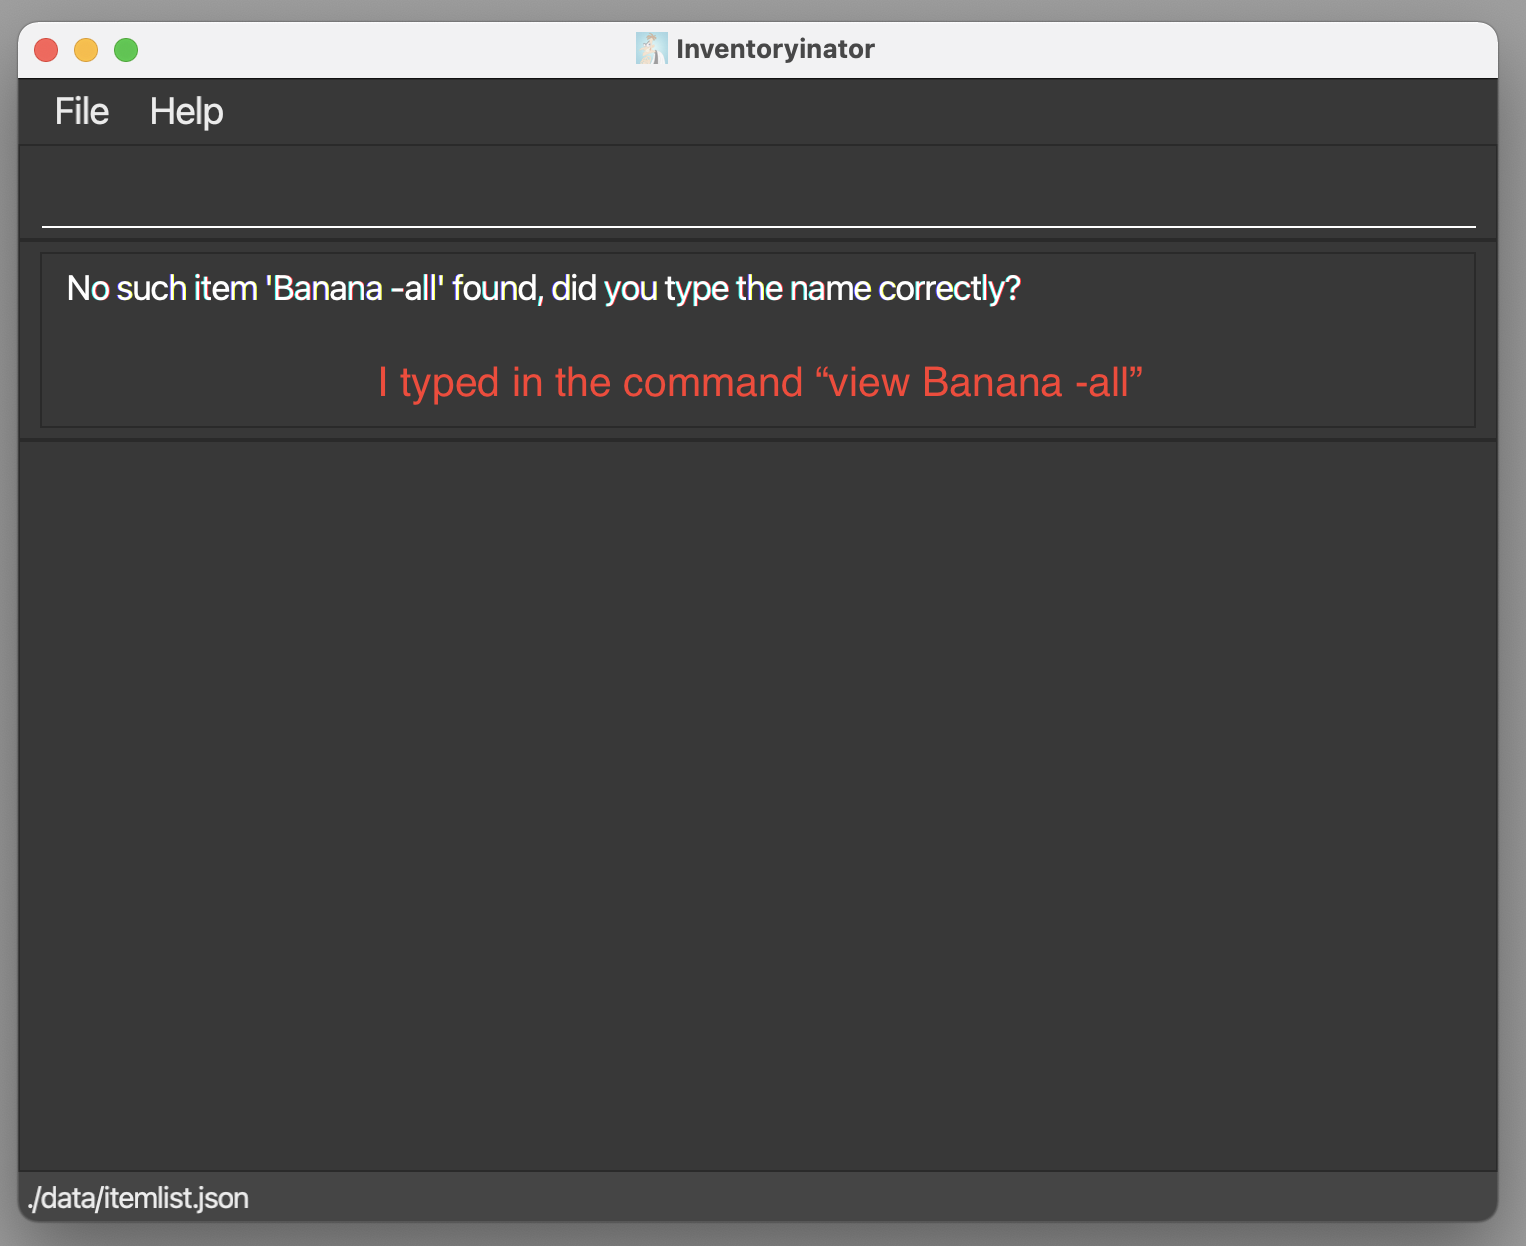 Inventoryinator
File Help
No such item 'Banana -all' found, did you type the name correctly?
I typed in the command “view Banana -all”
./data/itemlist.json